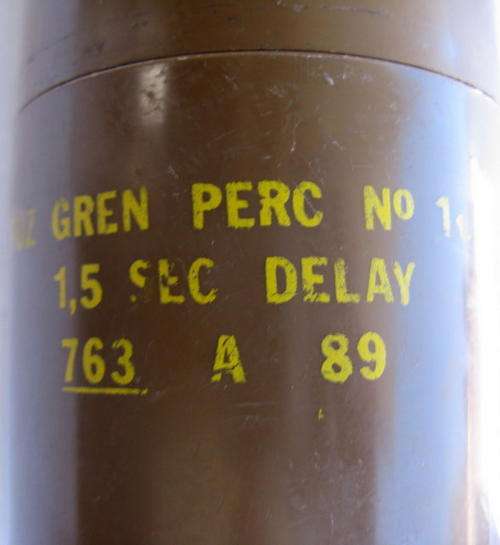 GREN PERC No
1,5 SEC DELAY
763 A 89